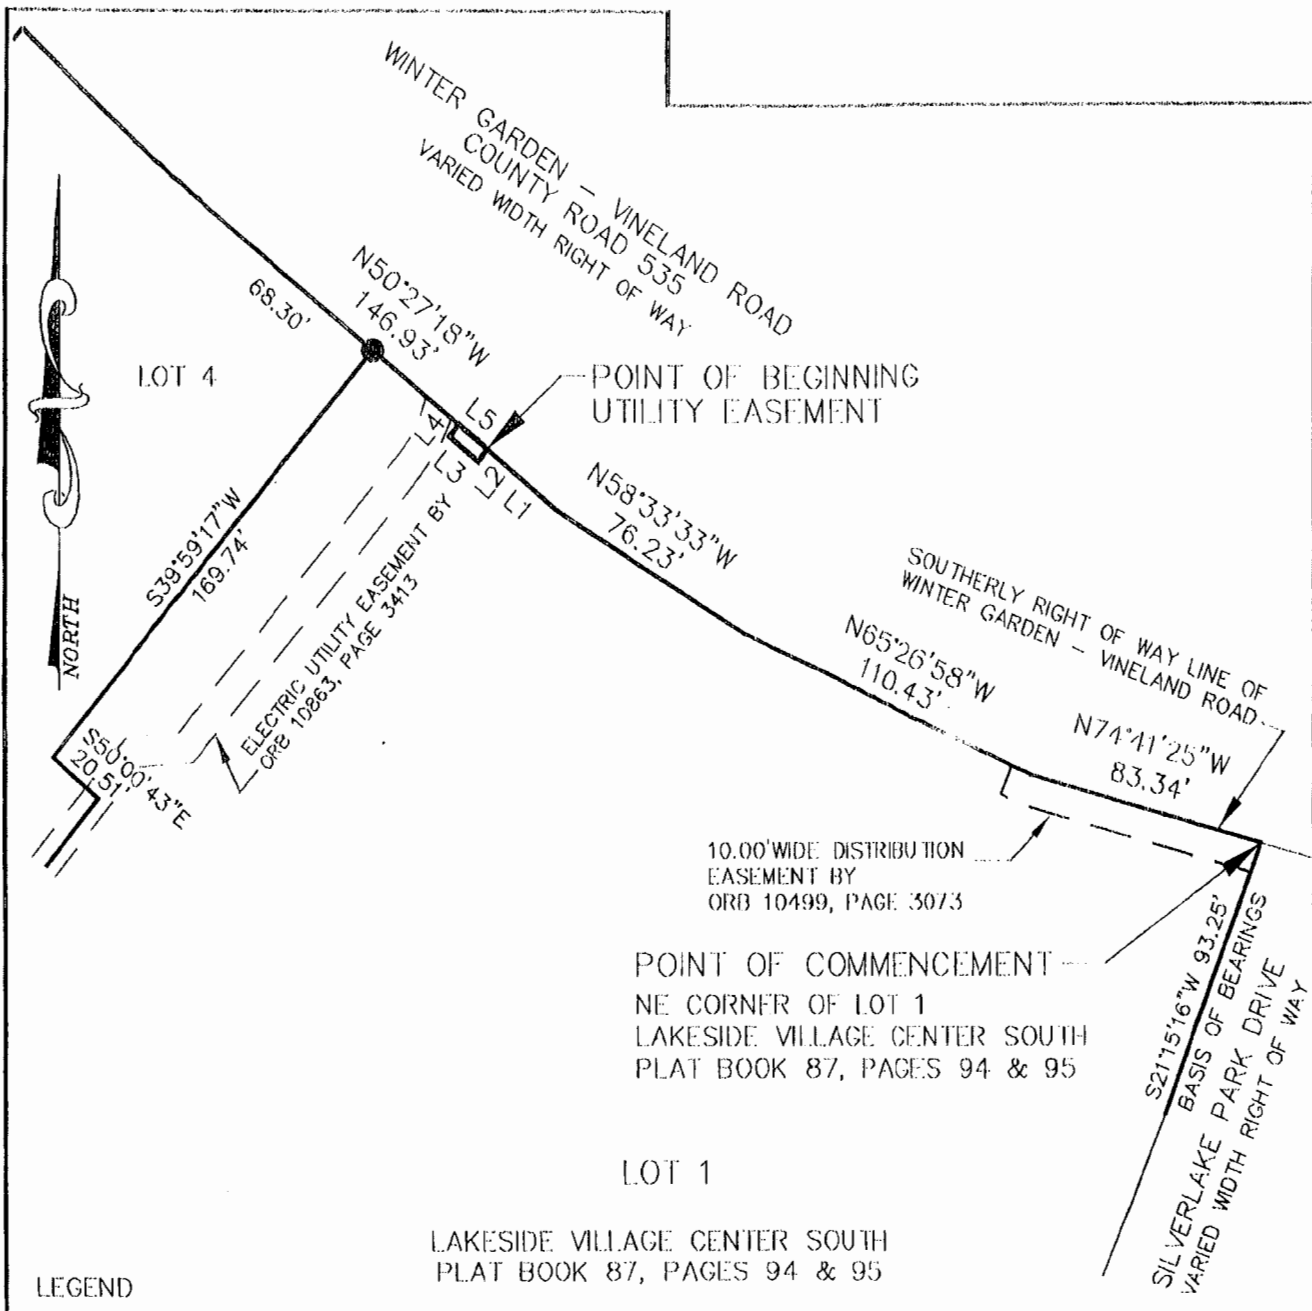 WINTER GARDEN – VINELAND ROAD
COUNTY ROAD 535
VARIED WIDTH RIGHT OF WAY
N50°27'18"W
146.93'
68.30'
LOT 4
POINT OF BEGINNING
UTILITY EASEMENT
L5
L4
L3
L2
L1
N58°33'33"W
76.23'
S39°59'17"W
169.74'
NORTH
ELECTRIC UTILITY EASEMENT BY
ORB 10863, PAGE 3413
S50°00'43"E
20.51'
SOUTHERLY RIGHT OF WAY LINE OF
WINTER GARDEN – VINELAND ROAD
N65°26'58"W
110.43'
N74°41'25"W
83.34'
10.00'WIDE DISTRIBUTION
EASEMENT BY
ORB 10499, PAGE 3073
POINT OF COMMENCEMENT
NE CORNER OF LOT 1
LAKESIDE VILLAGE CENTER SOUTH
PLAT BOOK 87, PAGES 94 & 95
S21°15'16"W 93.25'
BASIS OF BEARINGS
SILVERLAKE PARK DRIVE
VARIED WIDTH RIGHT OF WAY
LOT 1
LAKESIDE VILLAGE CENTER SOUTH
PLAT BOOK 87, PAGES 94 & 95
LEGEND